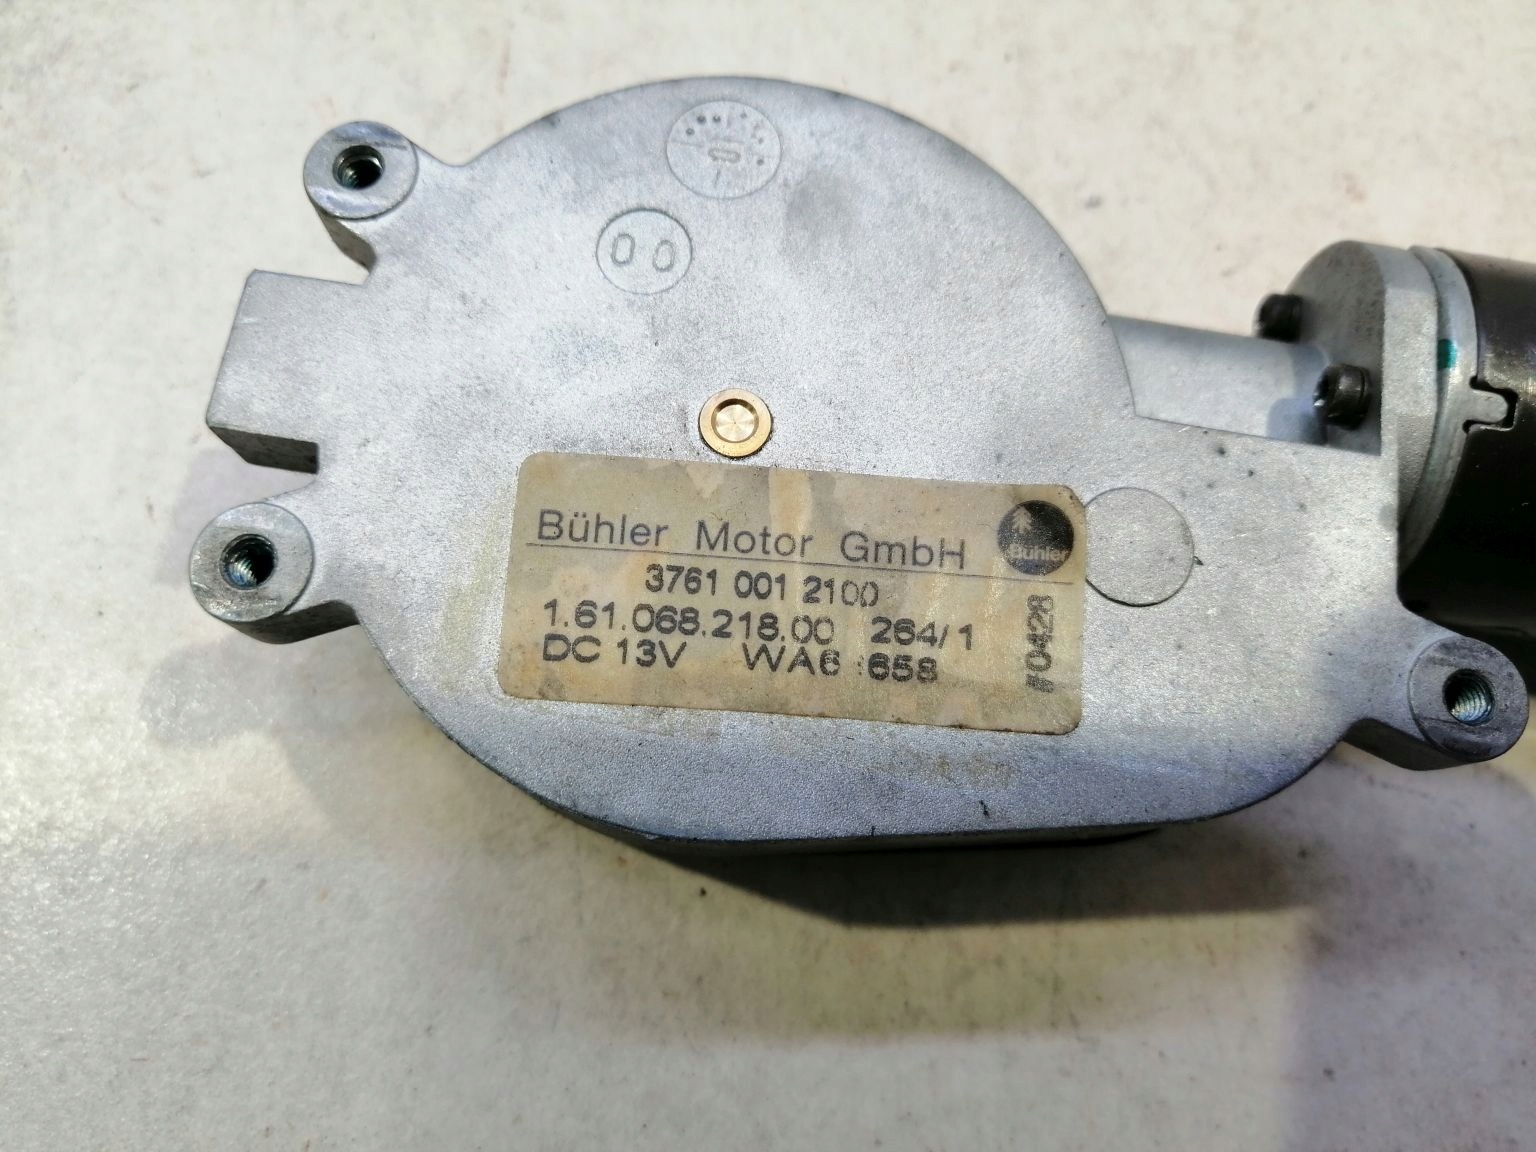 00
Bühler Motor GmbH
Bühler
3761 001 2100
1.61.068.218.00 264/1
DC 13V WA6 658
F0428